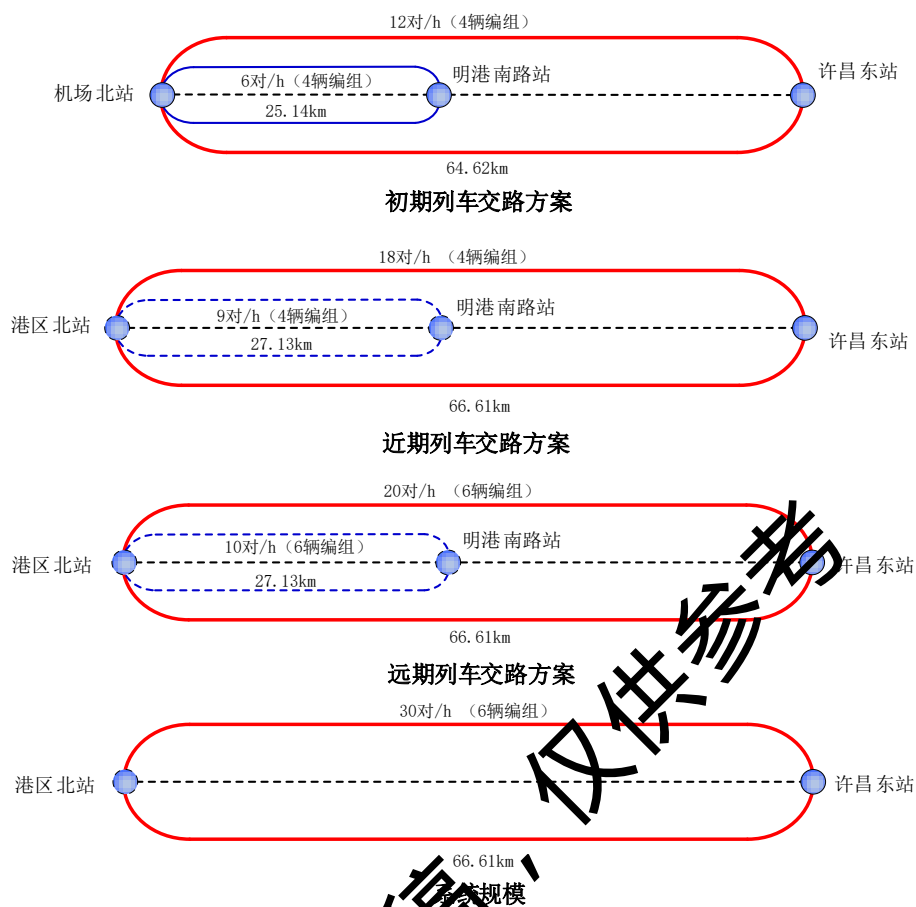 12对/h（4辆编组）
许昌东站
明港南路站
6对/h（4辆编组）
机场北站
25.14km
64.62km
初期列车交路方案
18对/h （4辆编组）
明港南路站
9对/h（4辆编组）
港区北站
许昌东站
27.13km
66.61km
近期列车交路方案
20对/h （6辆编组）
明港南路站
10对/h（6辆编组）
港区北站
许昌东站
27.13km
66.61km
远期列车交路方案
30对/h （6辆编组）
港区北站
许昌东站
66.61km
系统规模
，仅供参考